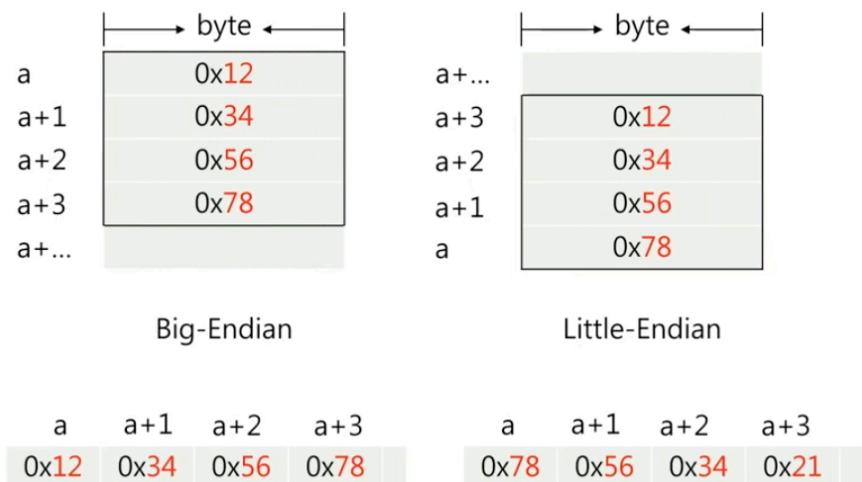 byte
a 0x12
a+1 0x34
a+2 0x56
a+3 0x78
a+...
Big-Endian
byte
a+...
a+3 0x12
a+2 0x34
a+1 0x56
a 0x78
Little-Endian
a a+1 a+2 a+3
0x12 0x34 0x56 0x78
a a+1 a+2 a+3
0x78 0x56 0x34 0x21